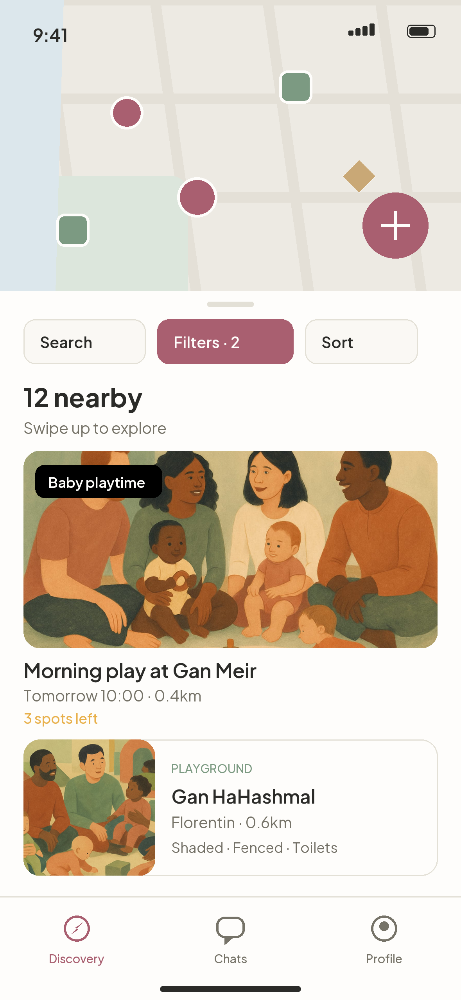 9:41
Search
Filters · 2
Sort
12 nearby
Swipe up to explore
Baby playtime
Morning play at Gan Meir
Tomorrow 10:00 · 0.4km
3 spots left
PLAYGROUND
Gan HaHashmal
Florentin · 0.6km
Shaded · Fenced · Toilets
Discovery
Chats
Profile